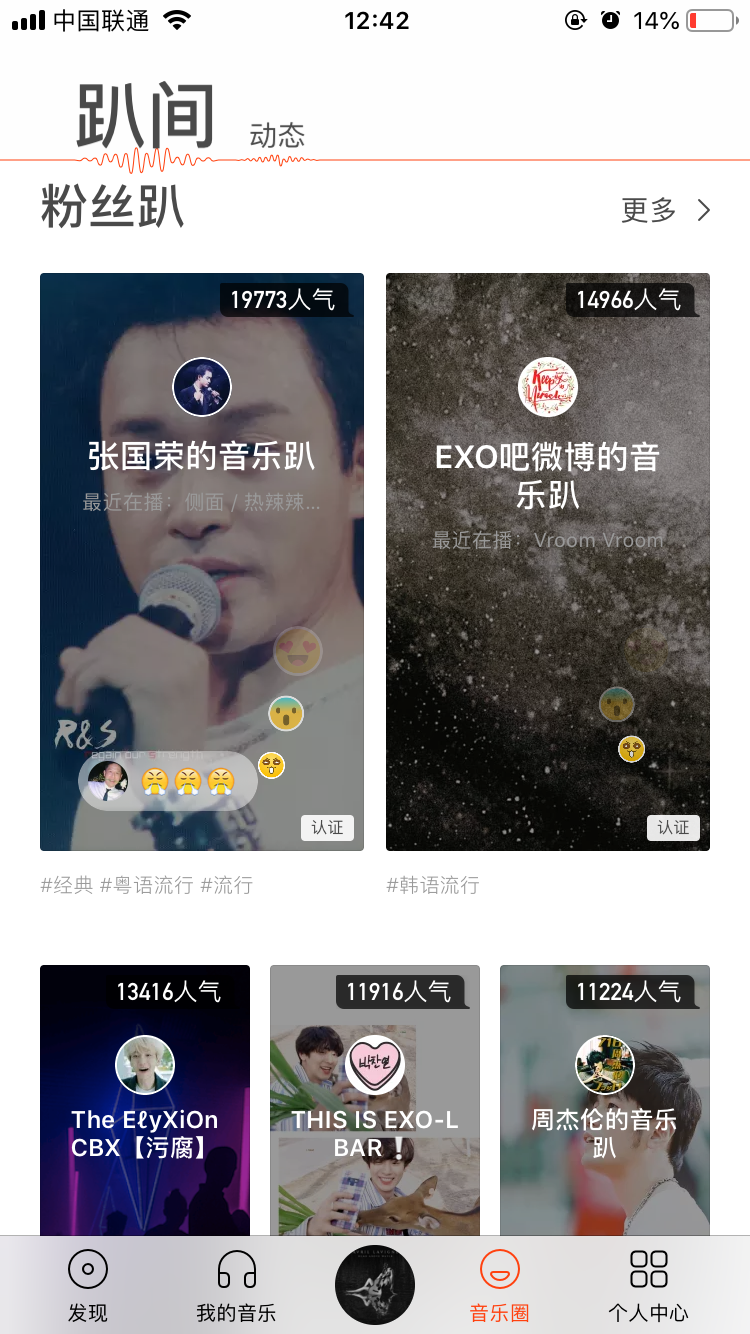 中国联通
12:42
14%
趴间
动态
粉丝趴
更多
19773人气
张国荣的音乐趴
最近在播：侧面 / 热辣辣...
R&S
认证
#经典 #粤语流行 #流行
14966人气
EXO吧微博的音
乐趴
最近在播：Vroom Vroom
认证
#韩语流行
13416人气
The EℓyXiOn
CBX【污腐】
11916人气
박찬열
THIS IS EXO-L
BAR❕
11224人气
周杰伦的音乐
趴
发现
我的音乐
音乐圈
个人中心